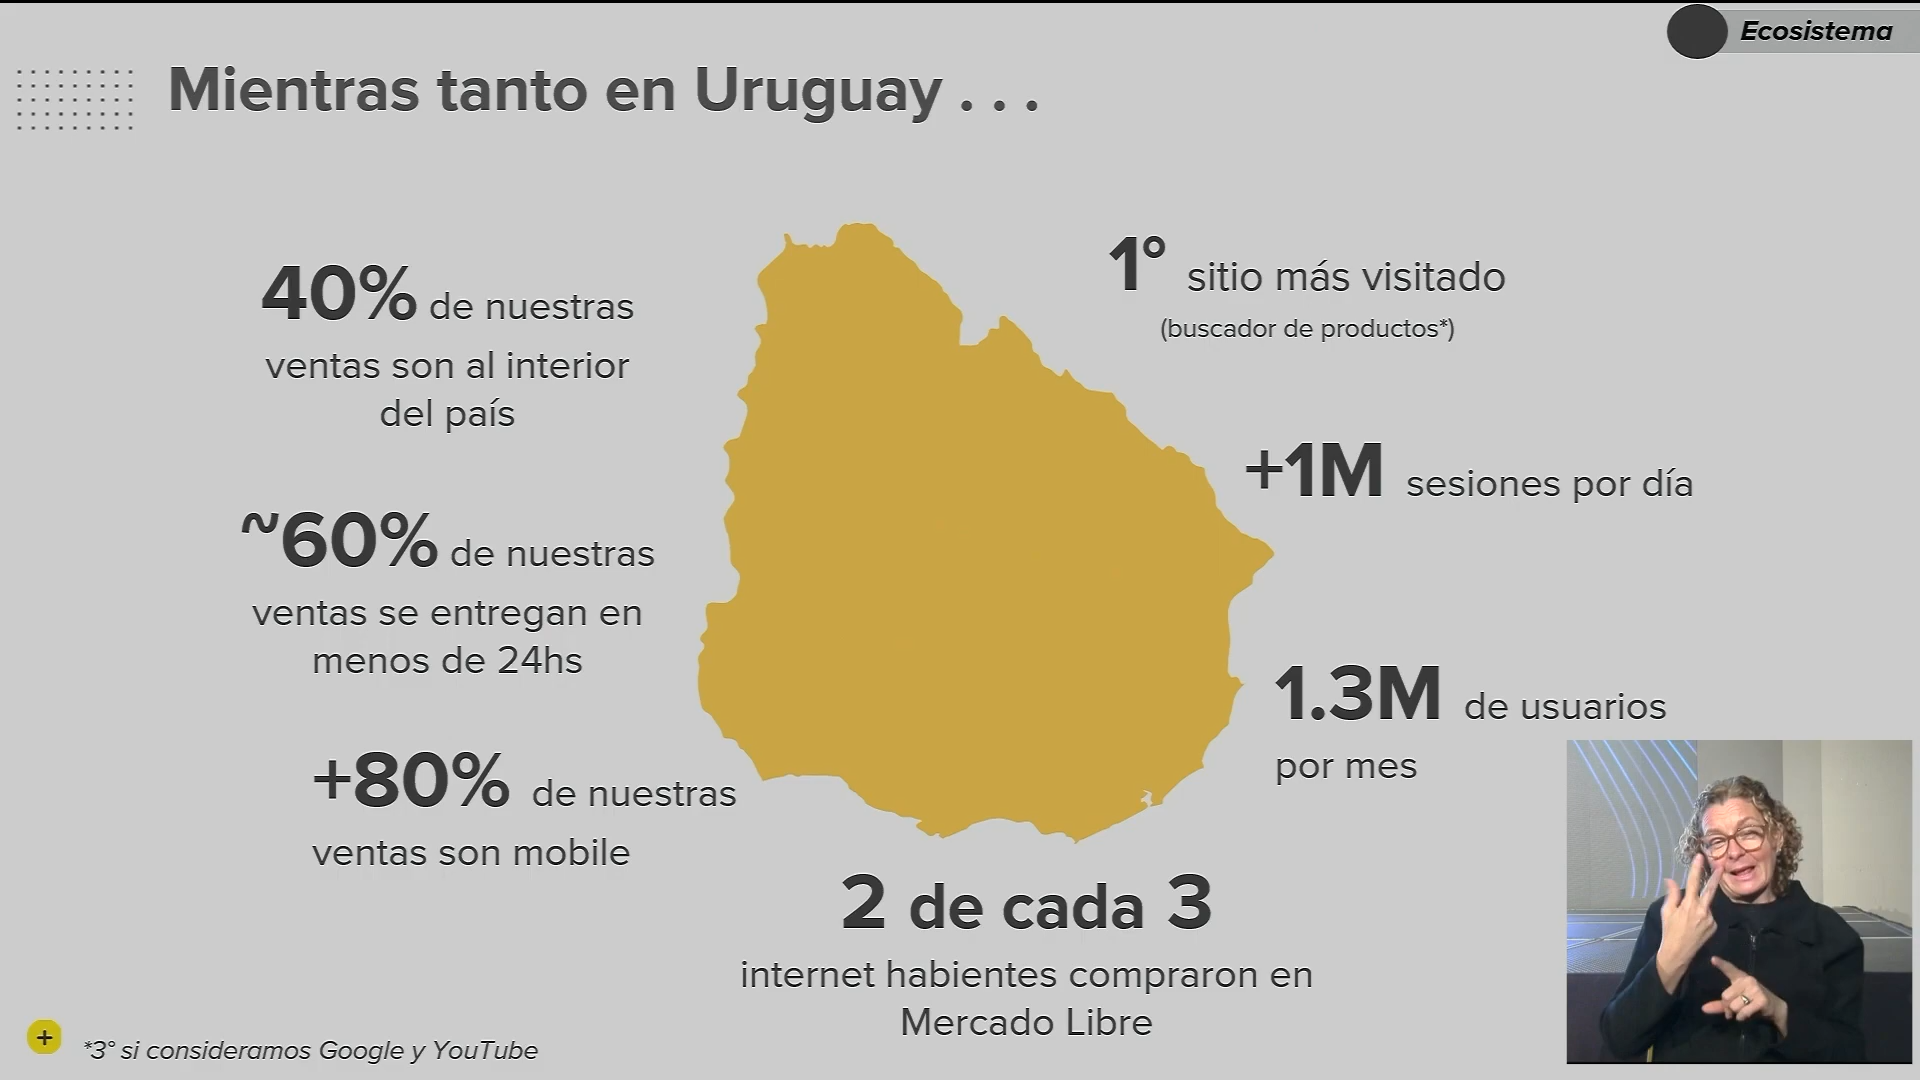 Ecosistema
Mientras tanto en Uruguay . . .
40% de nuestras
ventas son al interior
del país
~60% de nuestras
ventas se entregan en
menos de 24hs
+80% de nuestras
ventas son mobile
1° sitio más visitado
(buscador de productos*)
+1M sesiones por día
1.3M de usuarios
por mes
2 de cada 3
internet habientes compraron en
Mercado Libre
+
*3° si consideramos Google y YouTube